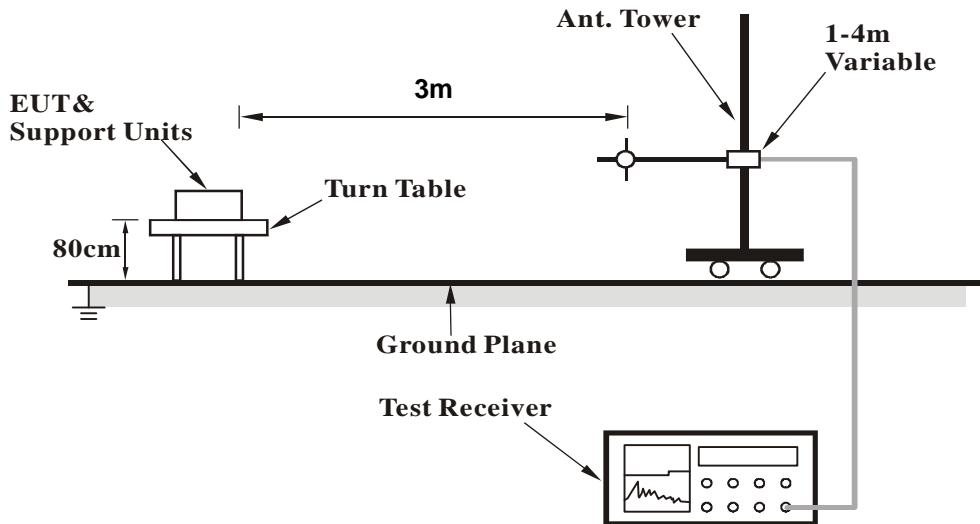 Ant. Tower
1-4m
Variable
3m
EUT&
Support Units
Turn Table
80cm
Ground Plane
Test Receiver